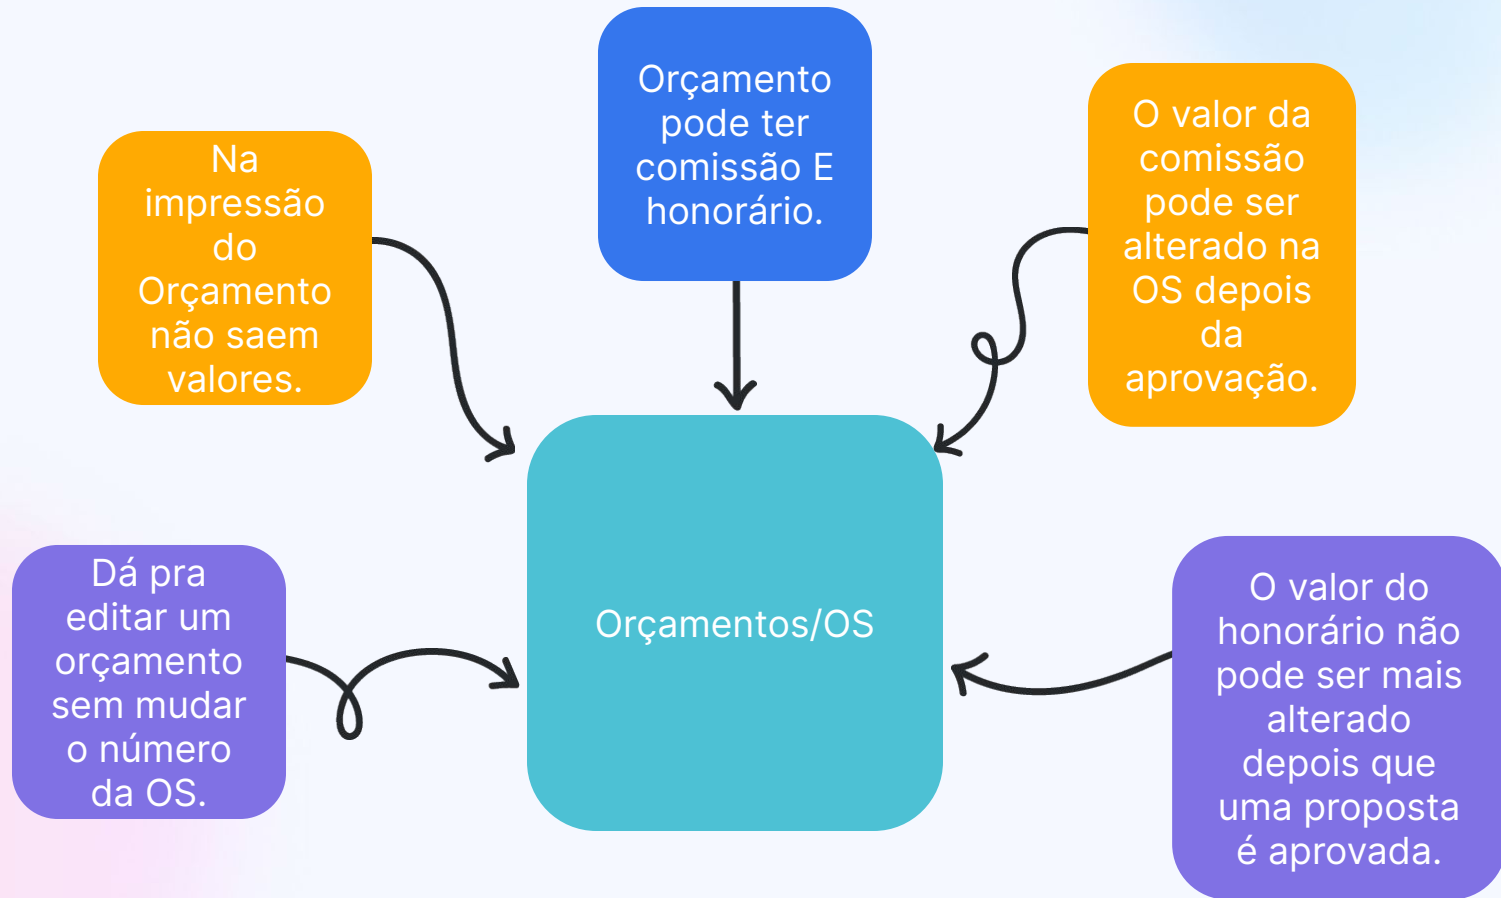 Orçamento
pode ter
comissão E
honorário.
O valor da
comissão
pode ser
alterado na
OS depois
da
aprovação.
Na
impressão
do
Orçamento
não saem
valores.
Orçamentos/OS
Dá pra
editar um
orçamento
sem mudar
o número
da OS.
O valor do
honorário não
pode ser mais
alterado
depois que
uma proposta
é aprovada.